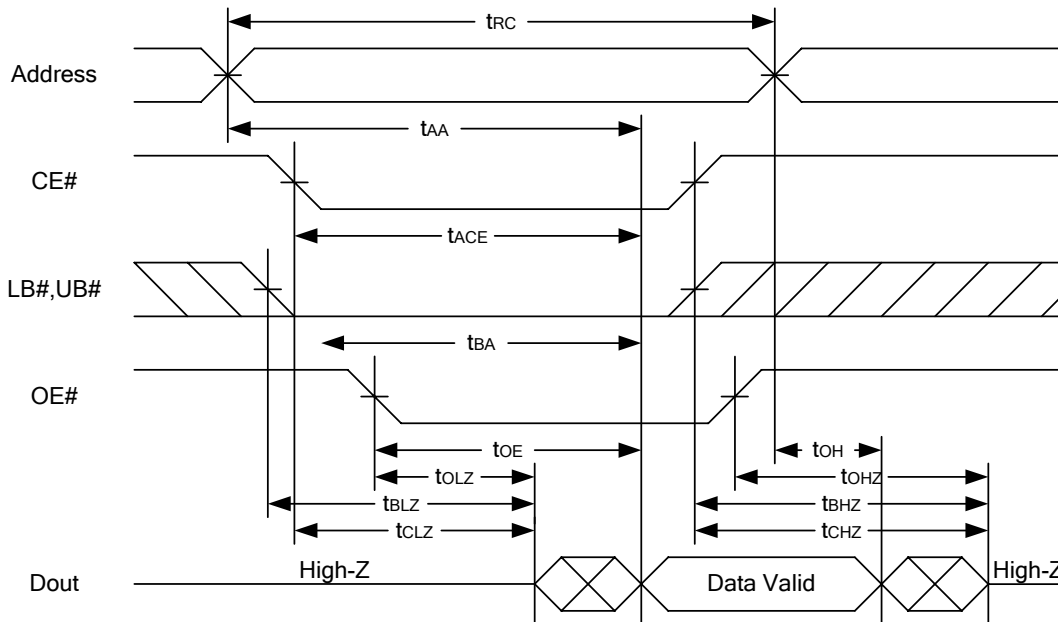 tRC
Address
tAA
CE#
tACE
LB#,UB#
tBA
OE#
tOE
tOH
tOLZ
tOHZ
tBLZ
tBHZ
tCLZ
tCHZ
High-Z
Dout
Data Valid
High-Z